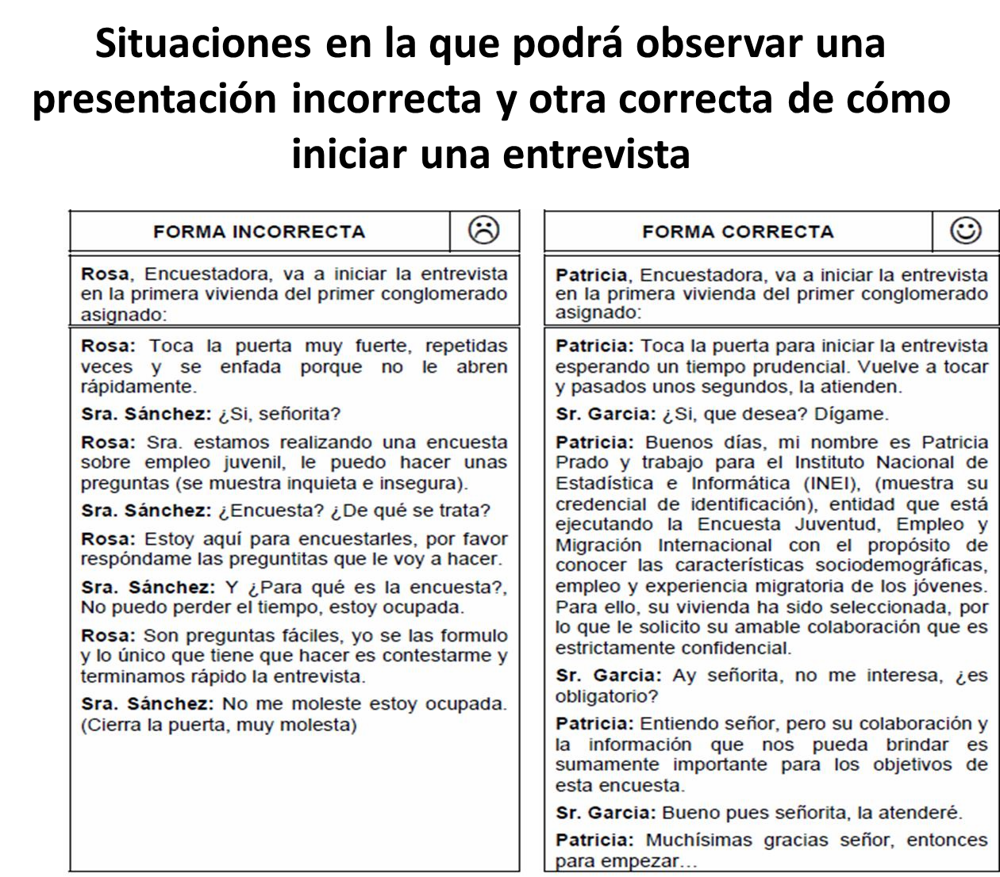 Situaciones en la que podrá observar una
presentación incorrecta y otra correcta de cómo
iniciar una entrevista
FORMA INCORRECTA
Rosa, Encuestadora, va a iniciar la entrevista
en la primera vivienda del primer conglomerado
asignado:
Rosa: Toca la puerta muy fuerte, repetidas
veces y se enfada porque no le abren
rápidamente.
Sra. Sánchez: ¿Si, señorita?
Rosa: Sra. estamos realizando una encuesta
sobre empleo juvenil, le puedo hacer unas
preguntas (se muestra inquieta e insegura).
Sra. Sánchez: ¿Encuesta? ¿De qué se trata?
Rosa: Estoy aquí para encuestarles, por favor
respóndame las preguntitas que le voy a hacer.
Sra. Sánchez: Y ¿Para qué es la encuesta?,
No puedo perder el tiempo, estoy ocupada.
Rosa: Son preguntas fáciles, yo se las formulo
y lo único que tiene que hacer es contestarme y
terminamos rápido la entrevista.
Sra. Sánchez: No me moleste estoy ocupada.
(Cierra la puerta, muy molesta)
FORMA CORRECTA
Patricia, Encuestadora, va a iniciar la entrevista
en la primera vivienda del primer conglomerado
asignado:
Patricia: Toca la puerta para iniciar la entrevista
esperando un tiempo prudencial. Vuelve a tocar
y pasados unos segundos, la atienden.
Sr. Garcia: ¿Si, que desea? Dígame.
Patricia: Buenos días, mi nombre es Patricia
Prado y trabajo para el Instituto Nacional de
Estadística e Informática (INEI), (muestra su
credencial de identificación), entidad que está
ejecutando la Encuesta Juventud, Empleo y
Migración Internacional con el propósito de
conocer las características sociodemográficas,
empleo y experiencia migratoria de los jóvenes.
Para ello, su vivienda ha sido seleccionada, por
lo que le solicito su amable colaboración que es
estrictamente confidencial.
Sr. Garcia: Ay señorita, no me interesa, ¿es
obligatorio?
Patricia: Entiendo señor, pero su colaboración y
la información que nos pueda brindar es
sumamente importante para los objetivos de
esta encuesta.
Sr. Garcia: Bueno pues señorita, la atenderé.
Patricia: Muchísimas gracias señor, entonces
para empezar…